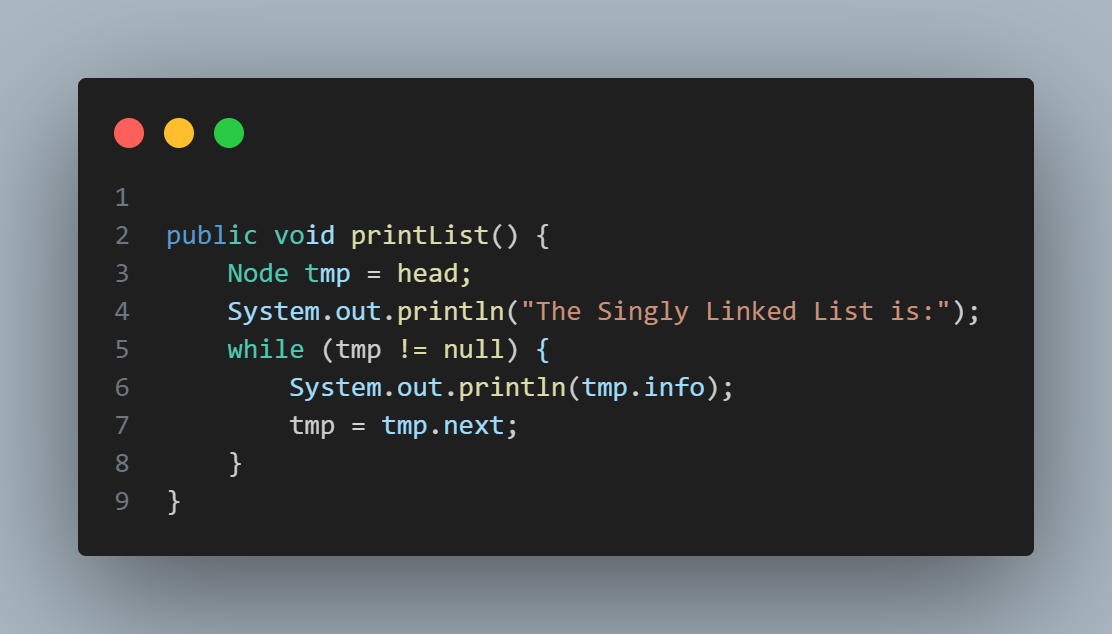 1
2 public void printList() {
3     Node tmp = head;
4     System.out.println("The Singly Linked List is:");
5     while (tmp != null) {
6         System.out.println(tmp.info);
7         tmp = tmp.next;
8     }
9 }